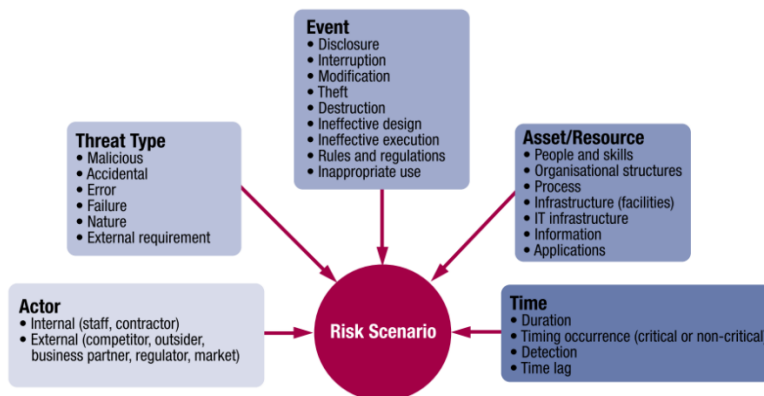 Event
• Disclosure
• Interruption
• Modification
• Theft
• Destruction
• Ineffective design
• Ineffective execution
• Rules and regulations
• Inappropriate use
Threat Type
• Malicious
• Accidental
• Error
• Failure
• Nature
• External requirement
Asset/Resource
• People and skills
• Organisational structures
• Process
• Infrastructure (facilities)
• IT infrastructure
• Information
• Applications
Actor
• Internal (staff, contractor)
• External (competitor, outsider,
business partner, regulator, market)
Risk Scenario
Time
• Duration
• Timing occurrence (critical or non-critical)
• Detection
• Time lag